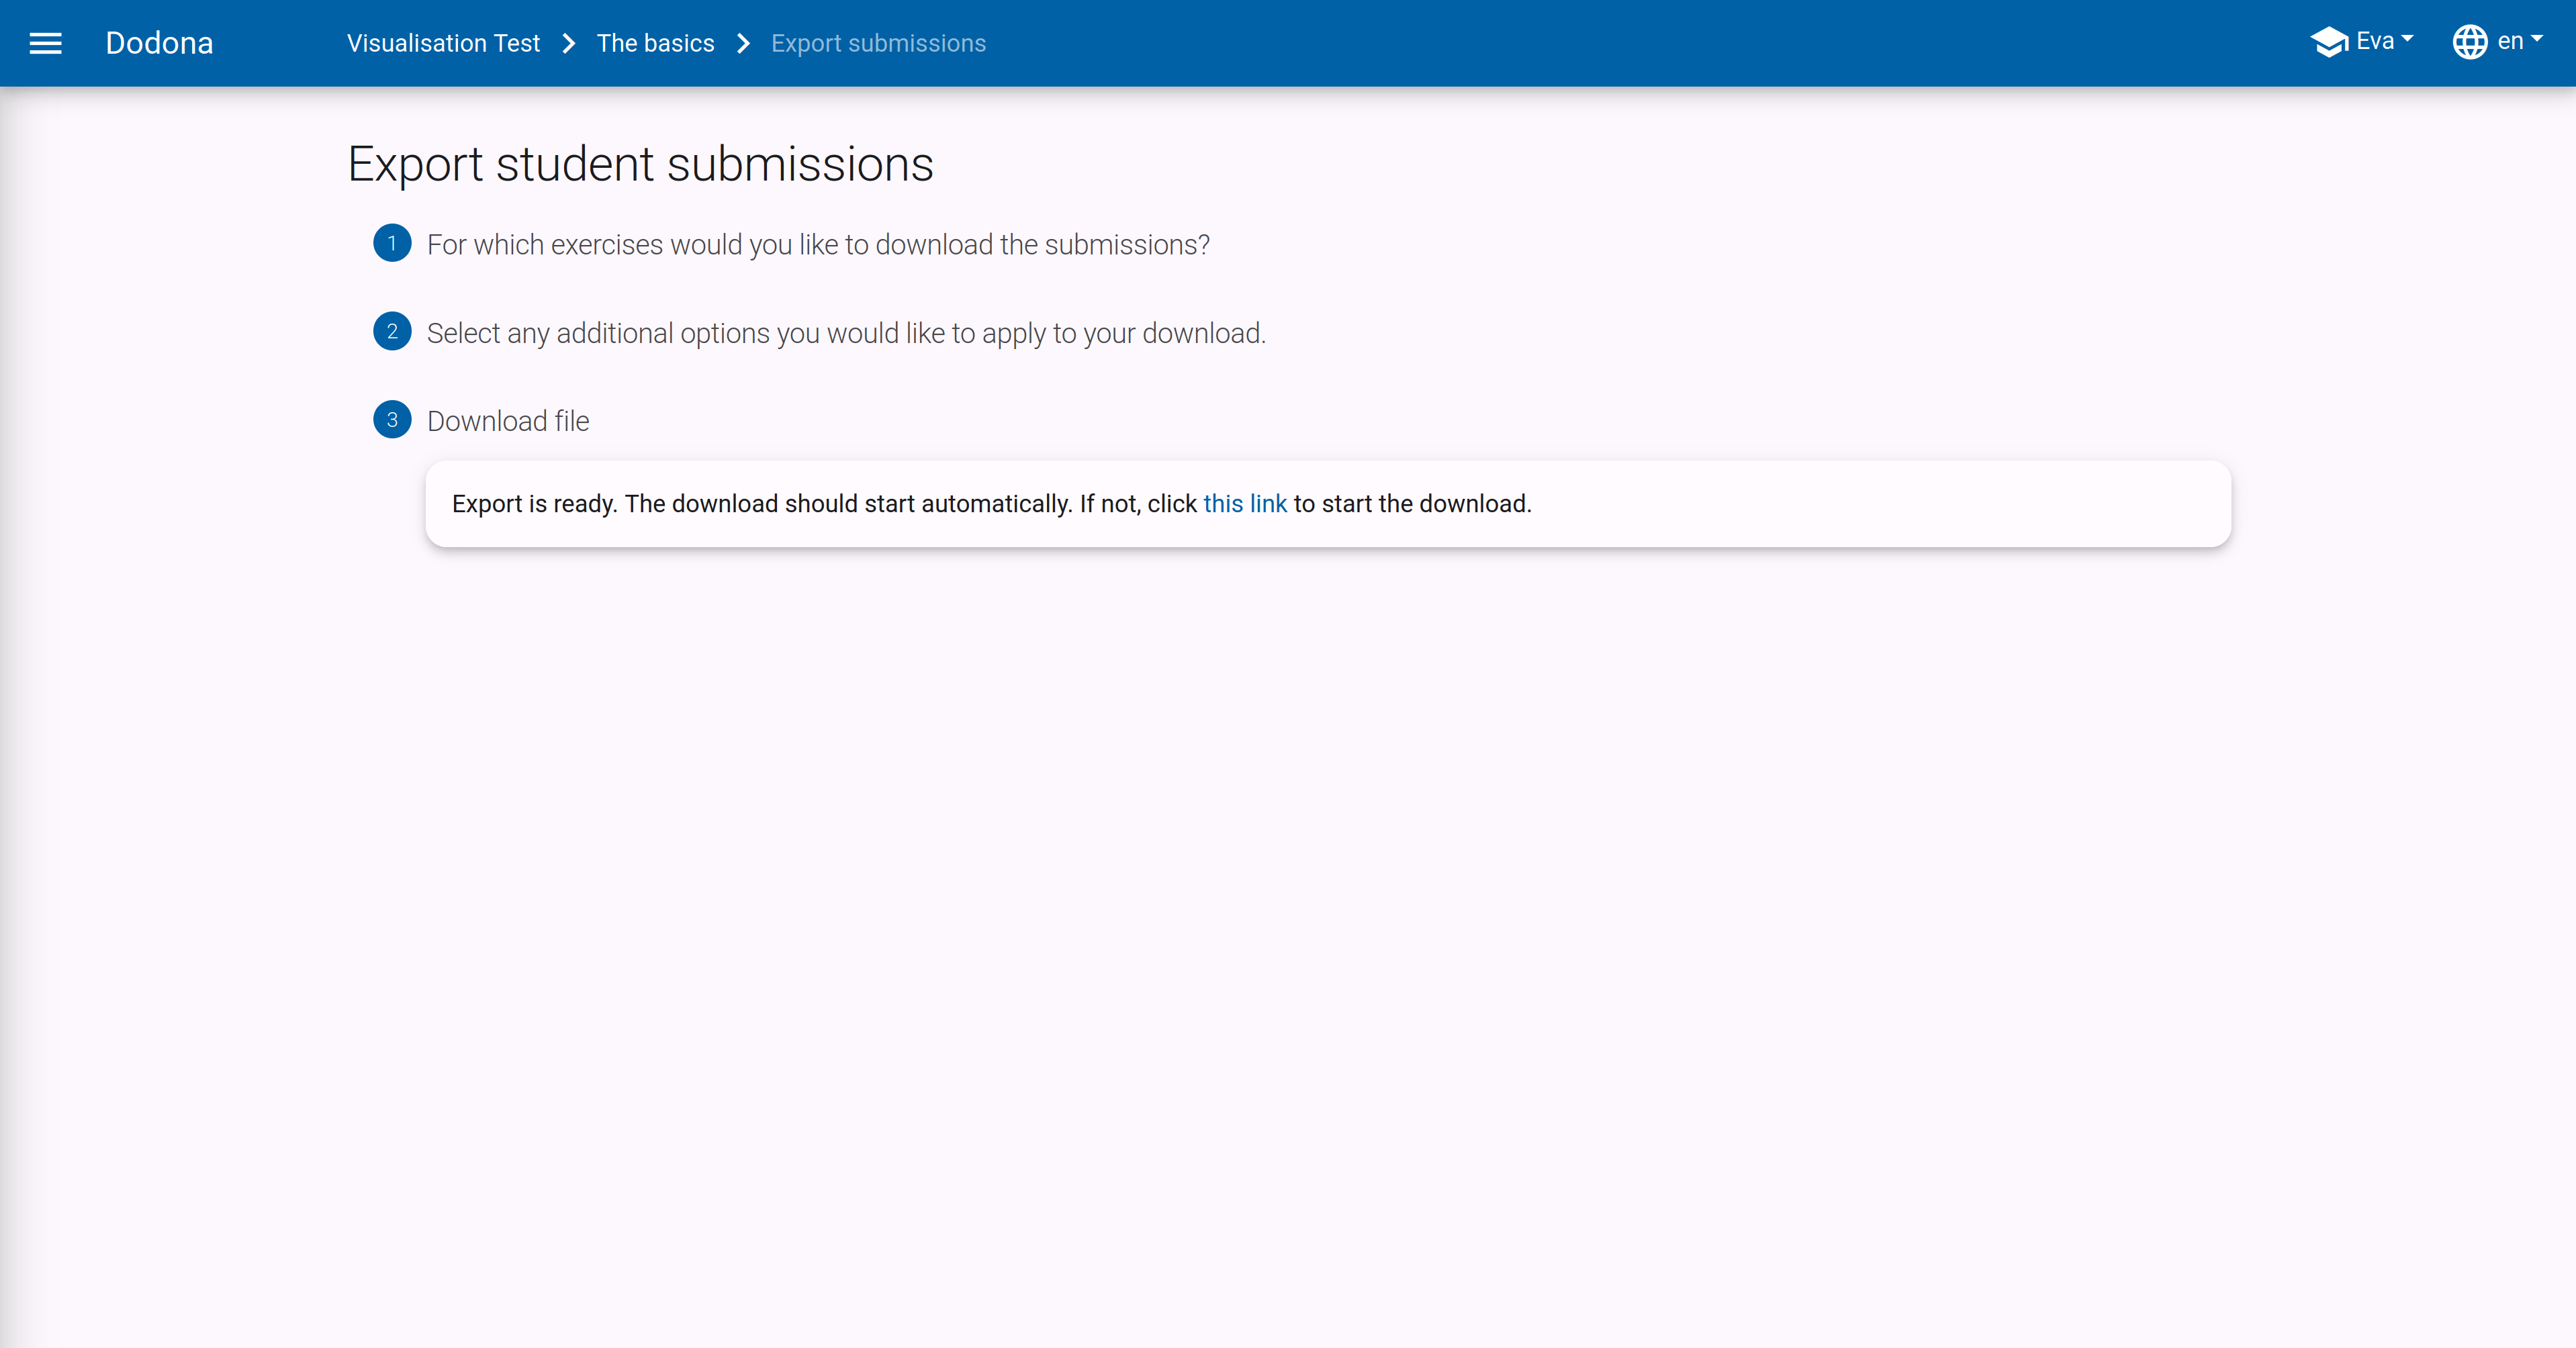 Dodona
Visualisation Test
The basics
Export submissions
Eva
en
Export student submissions
1 For which exercises would you like to download the submissions?
2 Select any additional options you would like to apply to your download.
3 Download file
Export is ready. The download should start automatically. If not, click this link to start the download.